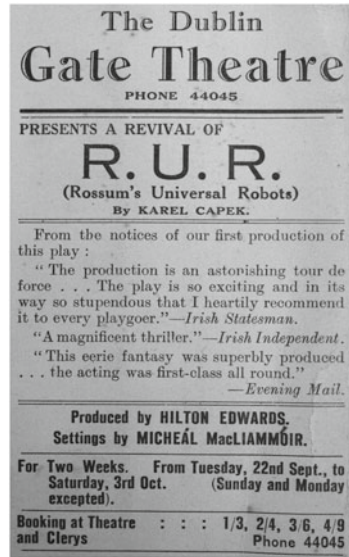 The Dublin
Gate Theatre
PHONE 44045
PRESENTS A REVIVAL OF
R. U. R.
(Rossum's Universal Robots)
By KAREL CAPEK.
From the notices of our first production of
this play :
" The production is an astonishing tour de
force . . . The play is so exciting and in its
way so stupendous that I heartily recommend
it to every playgoer."—Irish Statesman.
"A magnificent thriller."—Irish Independent.
"This eerie fantasy was superbly produced
. . . the acting was first-class all round."
—Evening Mail.
Produced by HILTON EDWARDS.
Settings by MICHEÁL MacLIAMMÓIR.
For Two Weeks. From Tuesday, 22nd Sept., to
Saturday, 3rd Oct. (Sunday and Monday
excepted).
Booking at Theatre : : : 1/3, 2/4, 3/6, 4/9
and Clerys Phone 44045